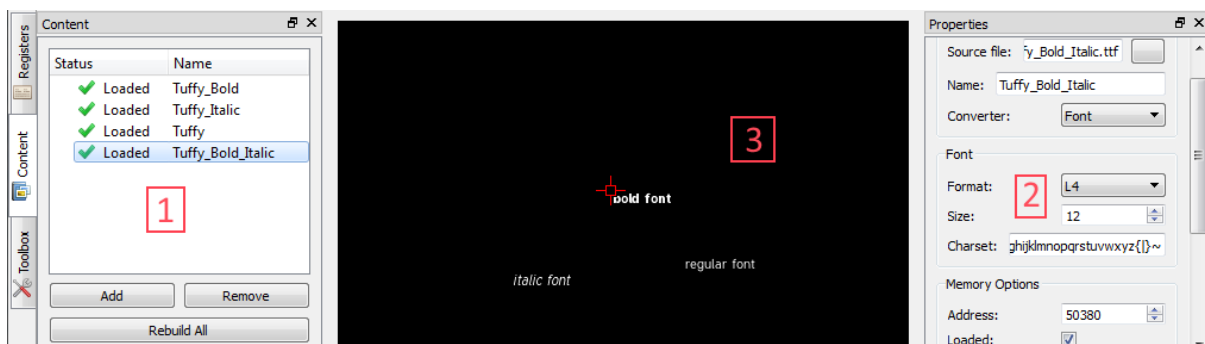 Registers
Content
Toolbox
Content
Status Name
Loaded Tuffy_Bold
Loaded Tuffy_Italic
Loaded Tuffy
Loaded Tuffy_Bold_Italic
1
Add Remove
Rebuild All
3
bold font
regular font
italic font
Properties
Source file: fy_Bold_Italic.ttf
Name: Tuffy_Bold_Italic
Converter: Font
Font
Format: L4
2
Size: 12
Charset: ghijklmnopqrstuvwxyz{|}~
Memory Options
Address: 50380
Loaded: